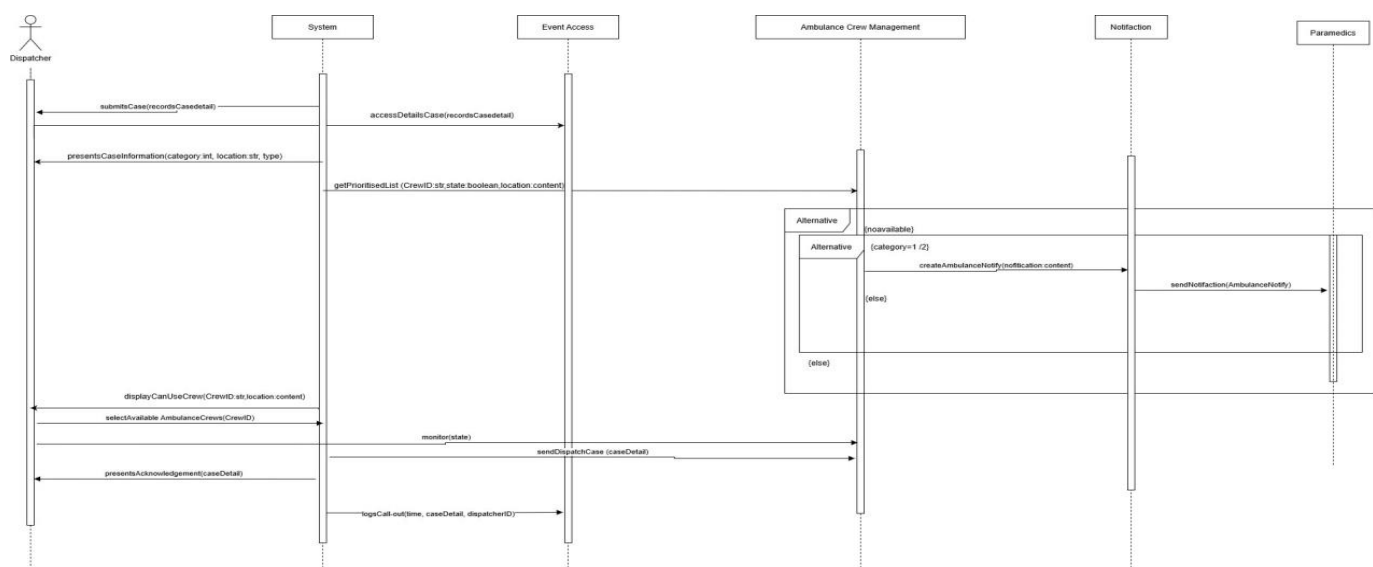 System
Event Access
Ambulance Crew Management
Notifaction
Paramedics
Dispatcher
submitsCase(recordsCasedetail)
accessDetailsCase(recordsCasedetail)
presentsCaseInformation(category:int, location:str, type)
getPrioritisedList (CrewID:str,state:boolean,location:content)
Alternative
{noavailable}
Alternative
{category=1 /2}
createAmbulanceNotify(nofitication:content)
sendNotifaction(AmbulanceNotify)
{else}
{else}
displayCanUseCrew(CrewID:str,location:content)
selectAvailable AmbulanceCrews(CrewID)
monitor(state)
sendDispatchCase (caseDetail)
presentsAcknowledgement(caseDetail)
logsCall-out(time, caseDetail, dispatcherID)